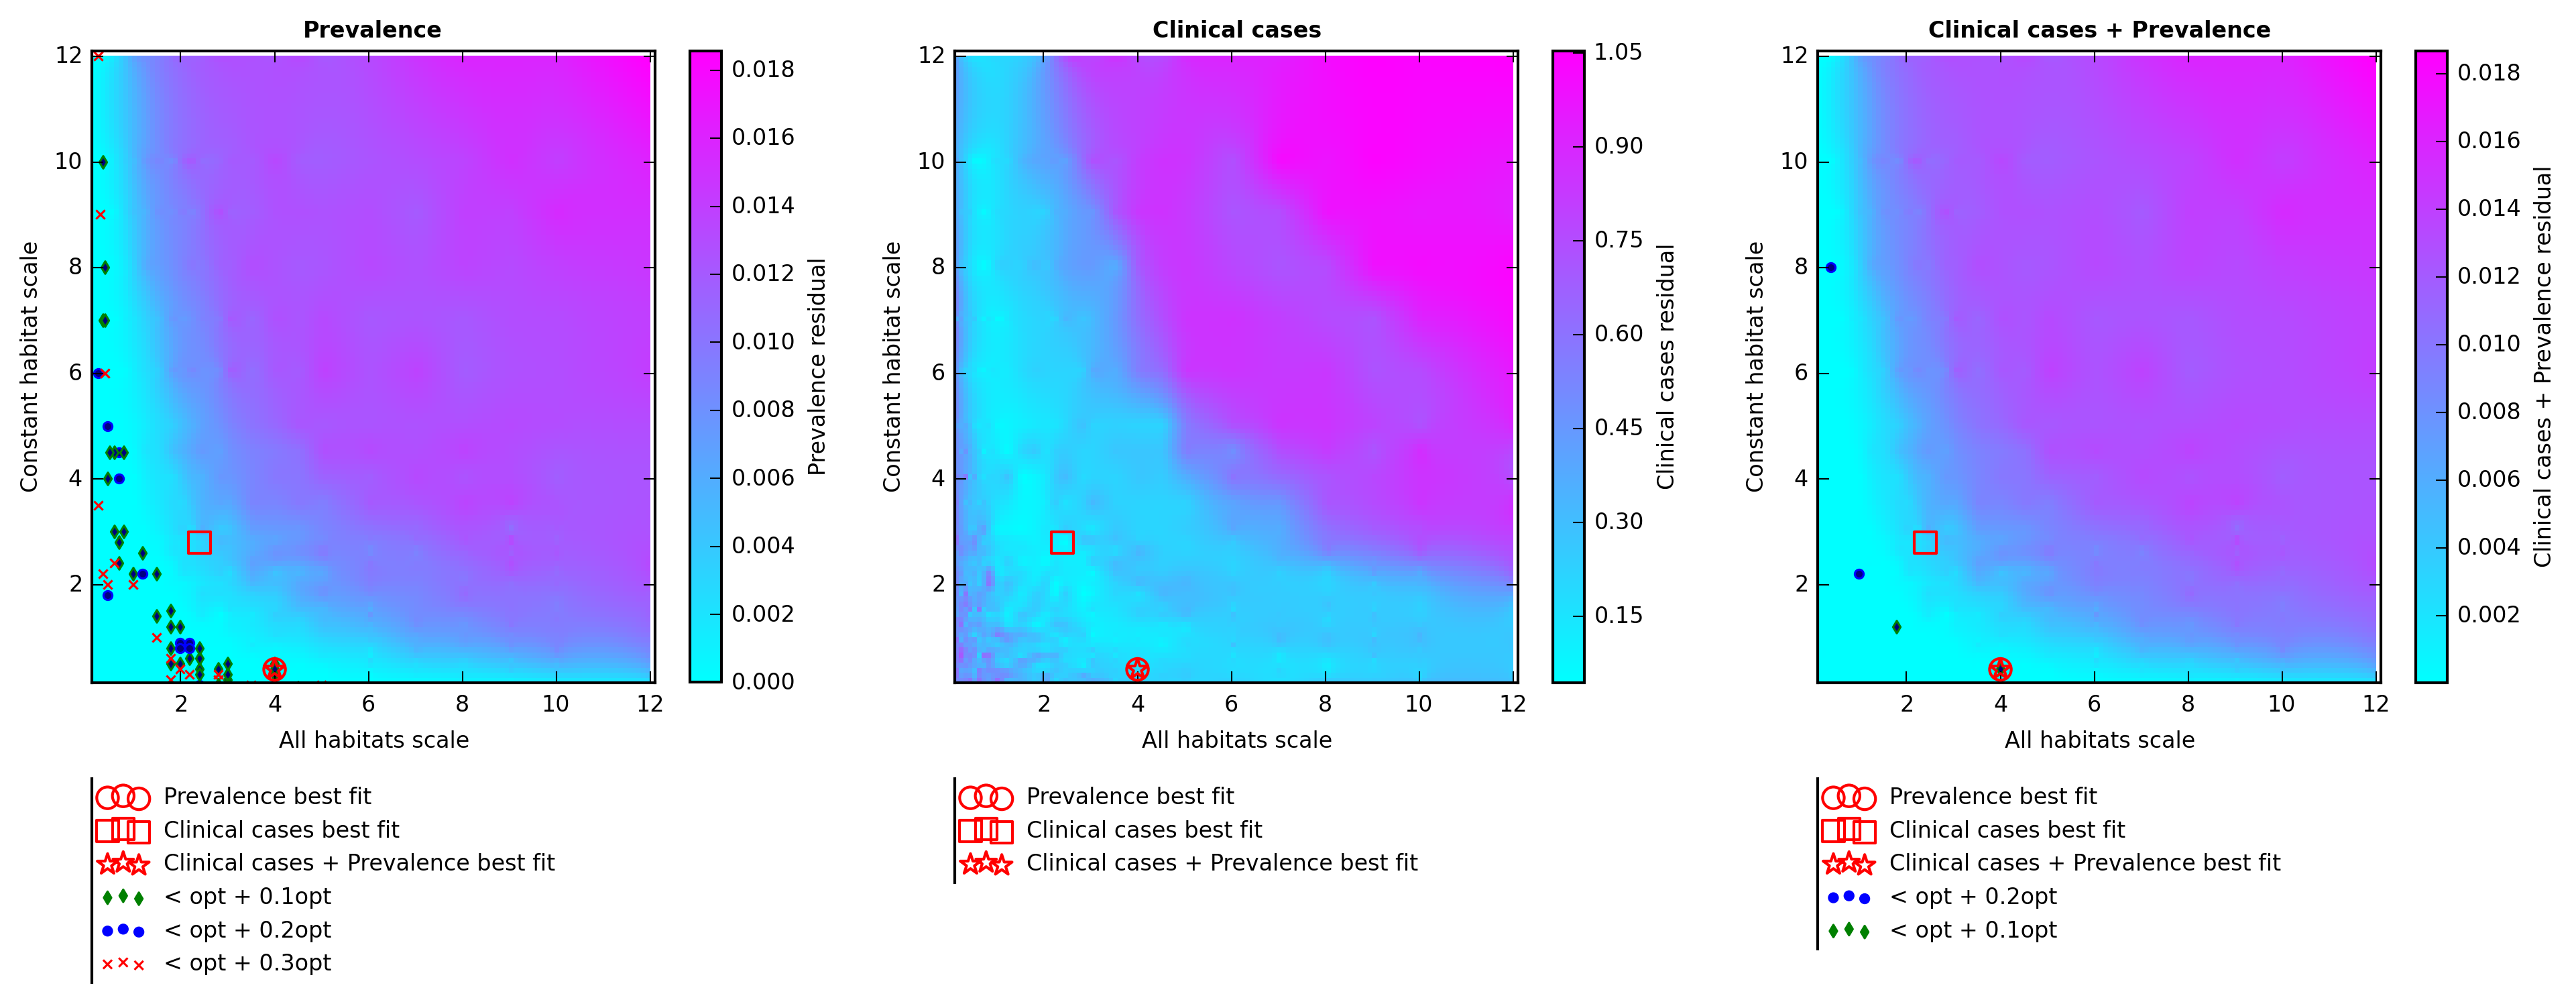 Prevalence
12
10
8
6
4
2
Constant habitat scale
2 4 6 8 10 12
All habitats scale
0.018
0.016
0.014
0.012
0.010
0.008
0.006
0.004
0.002
0.000
Prevalence residual
Prevalence best fit
Clinical cases best fit
Clinical cases + Prevalence best fit
< opt + 0.1opt
< opt + 0.2opt
< opt + 0.3opt
Clinical cases
12
10
8
6
4
2
Constant habitat scale
2 4 6 8 10 12
All habitats scale
1.05
0.90
0.75
0.60
0.45
0.30
0.15
Clinical cases residual
Prevalence best fit
Clinical cases best fit
Clinical cases + Prevalence best fit
Clinical cases + Prevalence
12
10
8
6
4
2
Constant habitat scale
2 4 6 8 10 12
All habitats scale
0.018
0.016
0.014
0.012
0.010
0.008
0.006
0.004
0.002
Clinical cases + Prevalence residual
Prevalence best fit
Clinical cases best fit
Clinical cases + Prevalence best fit
< opt + 0.2opt
< opt + 0.1opt